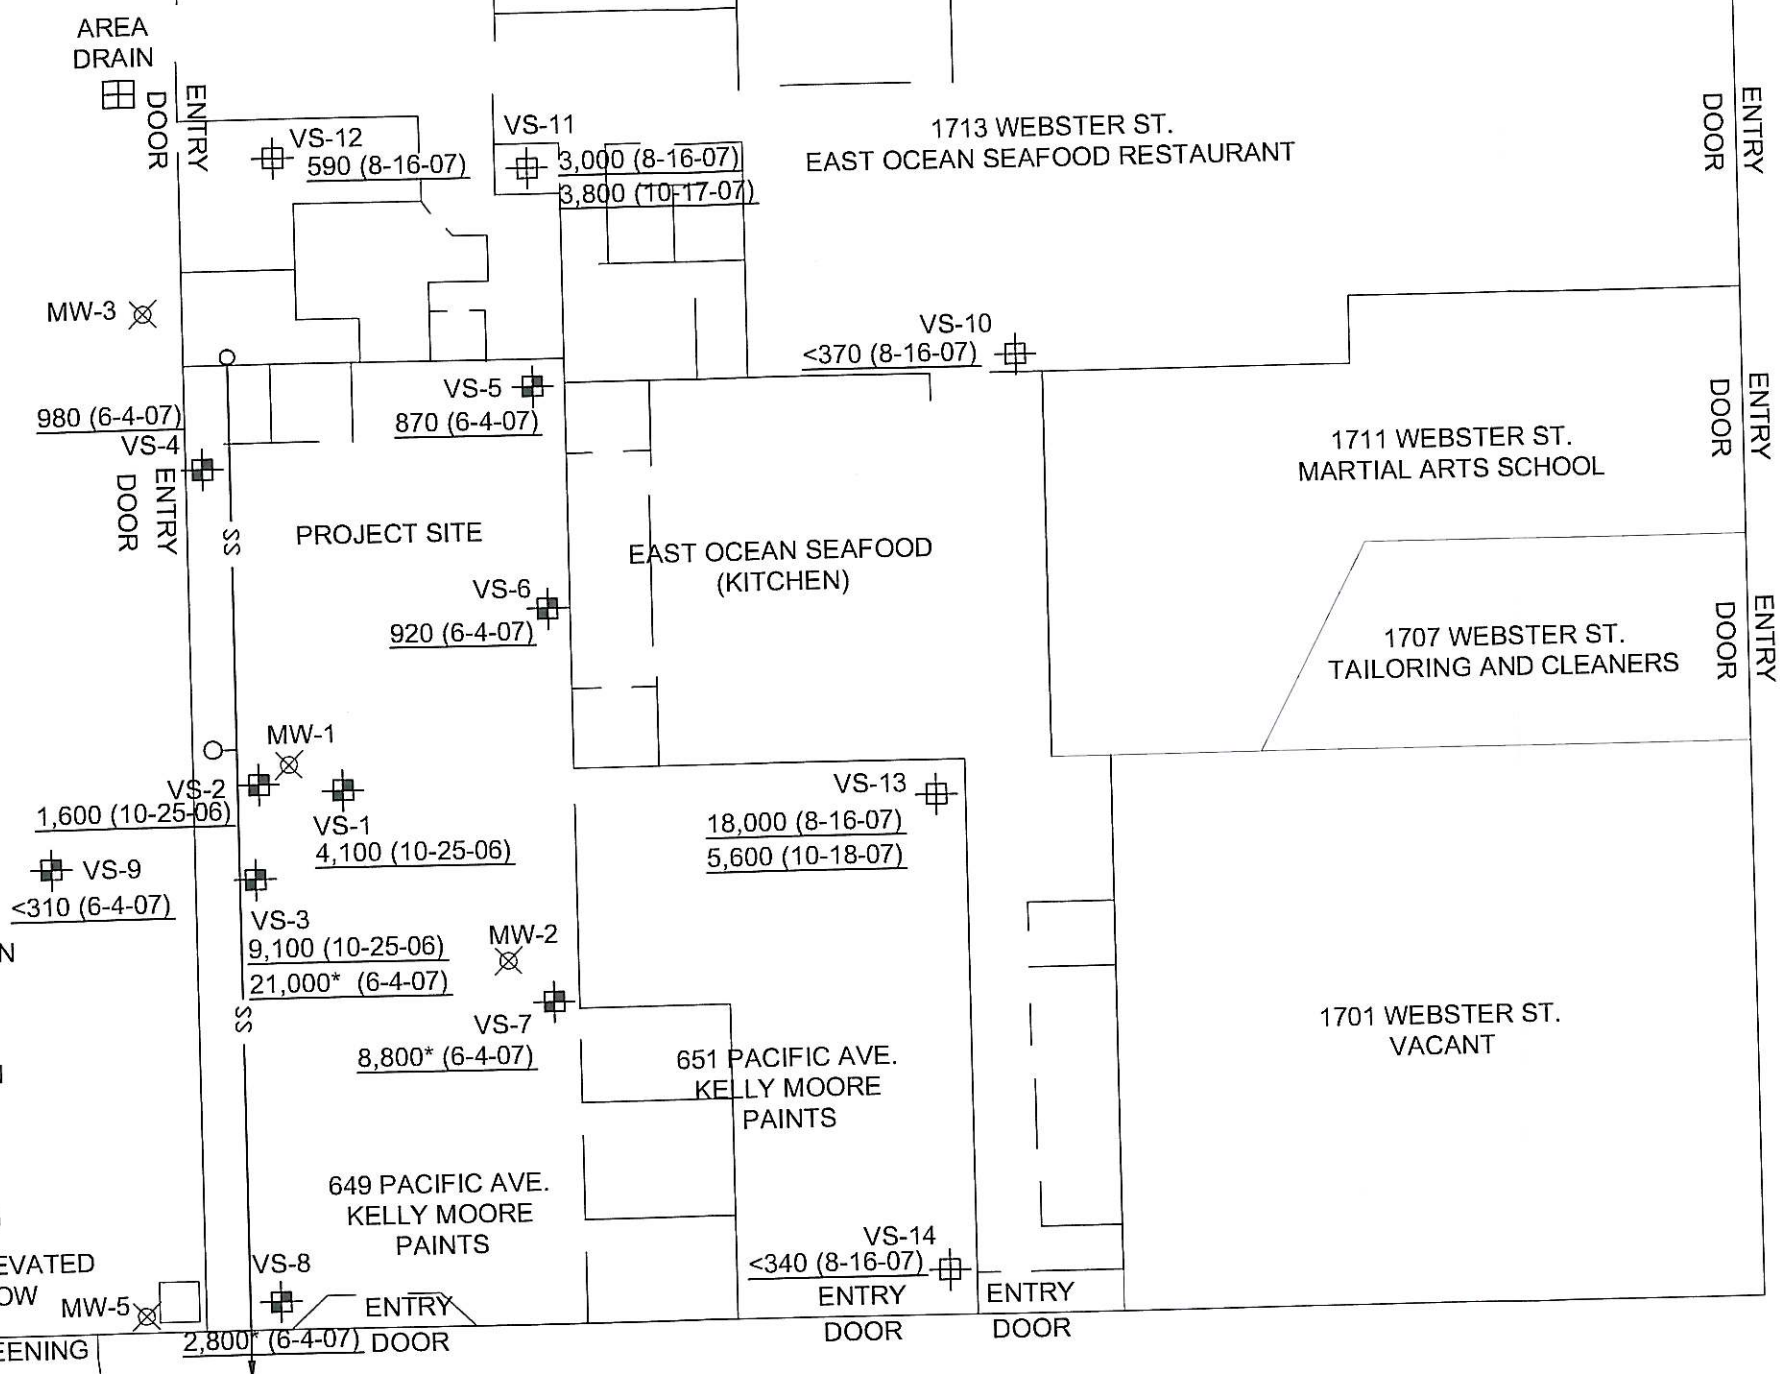 AREA
DRAIN
ENTRY
DOOR
VS-12
590 (8-16-07)
VS-11
3,000 (8-16-07)
3,800 (10-17-07)
1713 WEBSTER ST.
EAST OCEAN SEAFOOD RESTAURANT
ENTRY
DOOR
MW-3
VS-10
<370 (8-16-07)
VS-5
870 (6-4-07)
980 (6-4-07)
VS-4
ENTRY
DOOR
1711 WEBSTER ST.
MARTIAL ARTS SCHOOL
ENTRY
DOOR
SS
PROJECT SITE
EAST OCEAN SEAFOOD
(KITCHEN)
VS-6
920 (6-4-07)
1707 WEBSTER ST.
TAILORING AND CLEANERS
ENTRY
DOOR
MW-1
VS-2
1,600 (10-25-06)
VS-1
4,100 (10-25-06)
VS-13
18,000 (8-16-07)
5,600 (10-18-07)
VS-9
<310 (6-4-07)
VS-3
9,100 (10-25-06)
21,000* (6-4-07)
MW-2
N
SS
VS-7
8,800* (6-4-07)
651 PACIFIC AVE.
KELLY MOORE
PAINTS
1701 WEBSTER ST.
VACANT
649 PACIFIC AVE.
KELLY MOORE
PAINTS
VS-14
<340 (8-16-07)
EVATED
OW
MW-5
VS-8
ENTRY
DOOR
ENTRY
DOOR
ENTRY
DOOR
EENING
2,800* (6-4-07)